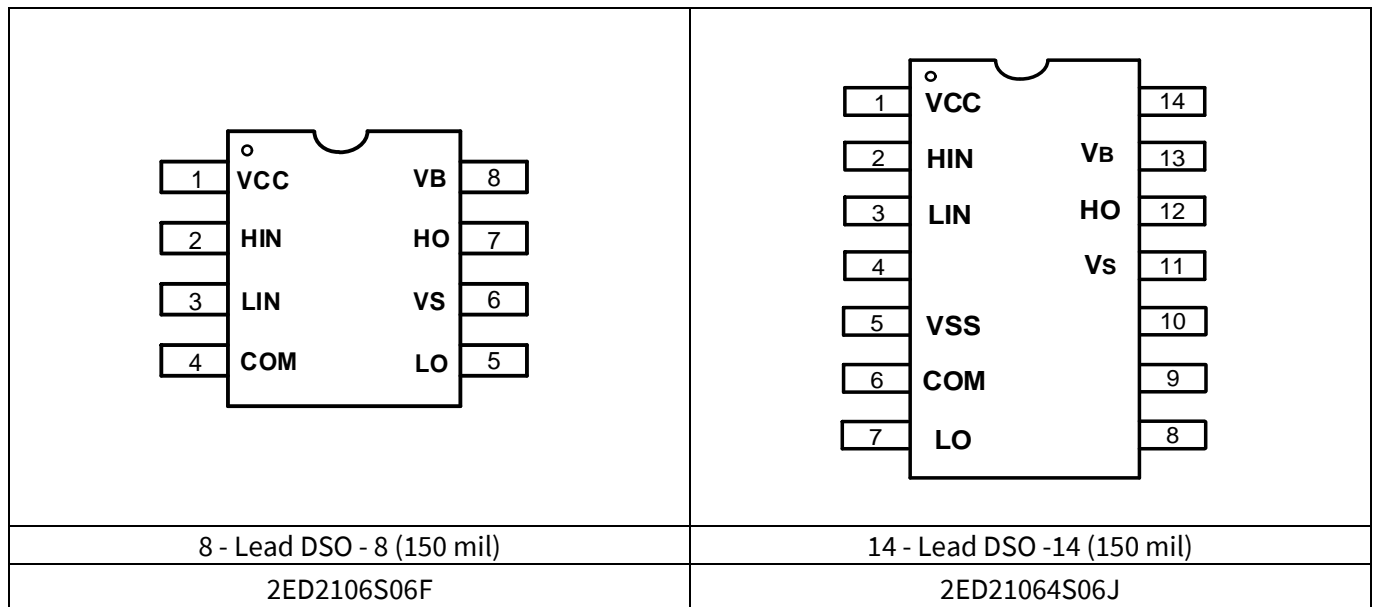 1 VCC VB 8
2 HIN HO 7
3 LIN VS 6
4 COM LO 5
8 - Lead DSO - 8 (150 mil)
2ED2106S06F
1 VCC 14
2 HIN VB 13
3 LIN HO 12
4 VS 11
5 VSS 10
6 COM 9
7 LO 8
14 - Lead DSO -14 (150 mil)
2ED21064S06J